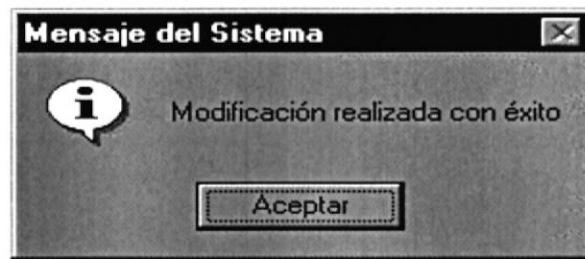 Mensaje del Sistema
Modificación realizada con éxito
Aceptar